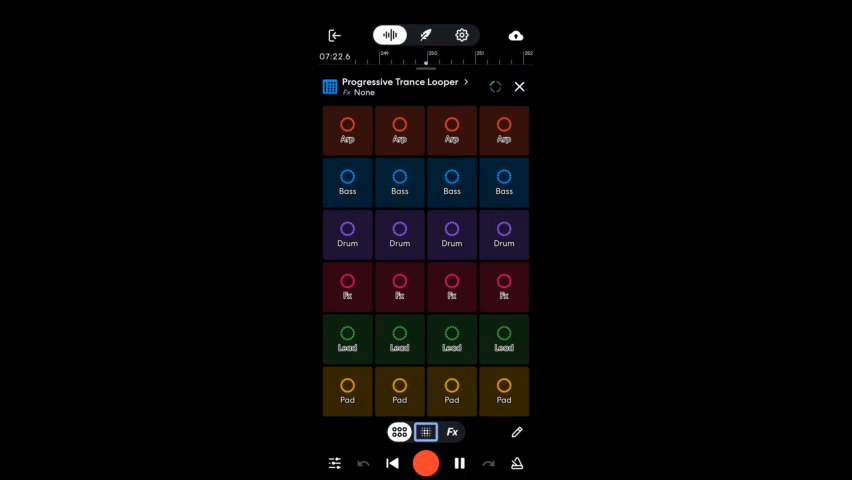 07:22.6
249 250 251 252
Progressive Trance Looper
Fx None
Arp Arp Arp Arp
Bass Bass Bass Bass
Drum Drum Drum Drum
Fx Fx Fx Fx
Lead Lead Lead Lead
Pad Pad Pad Pad
Fx